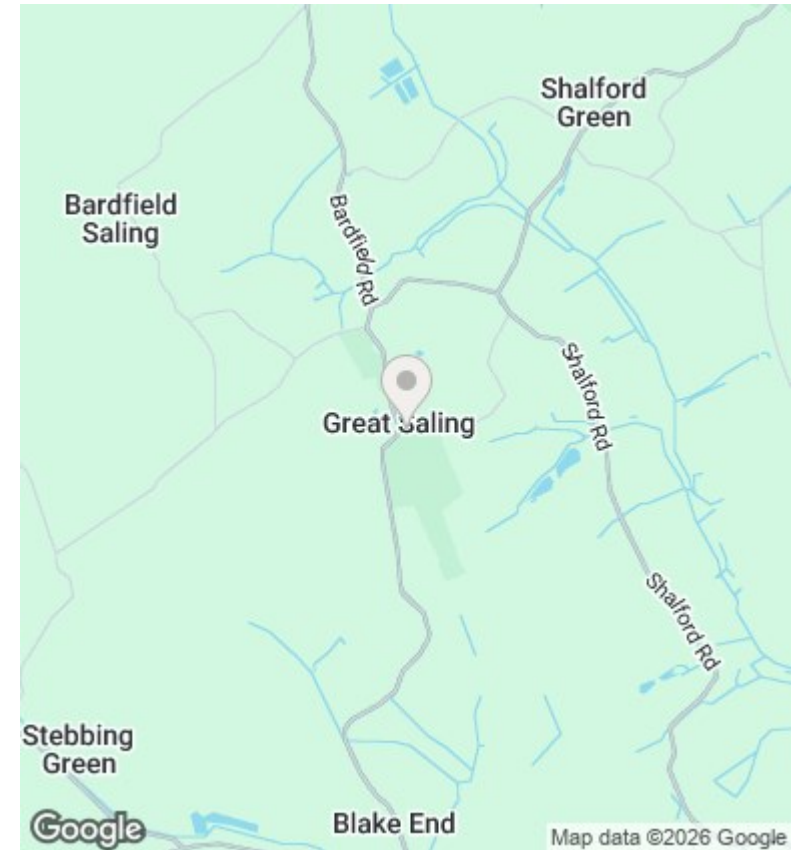 Shalford
Green
Bardfield
Saling
Bardfield Rd
Shalford Rd
Great Saling
Shalford Rd
Stebbing
Green
Blake End
Google
Map data ©2026 Google